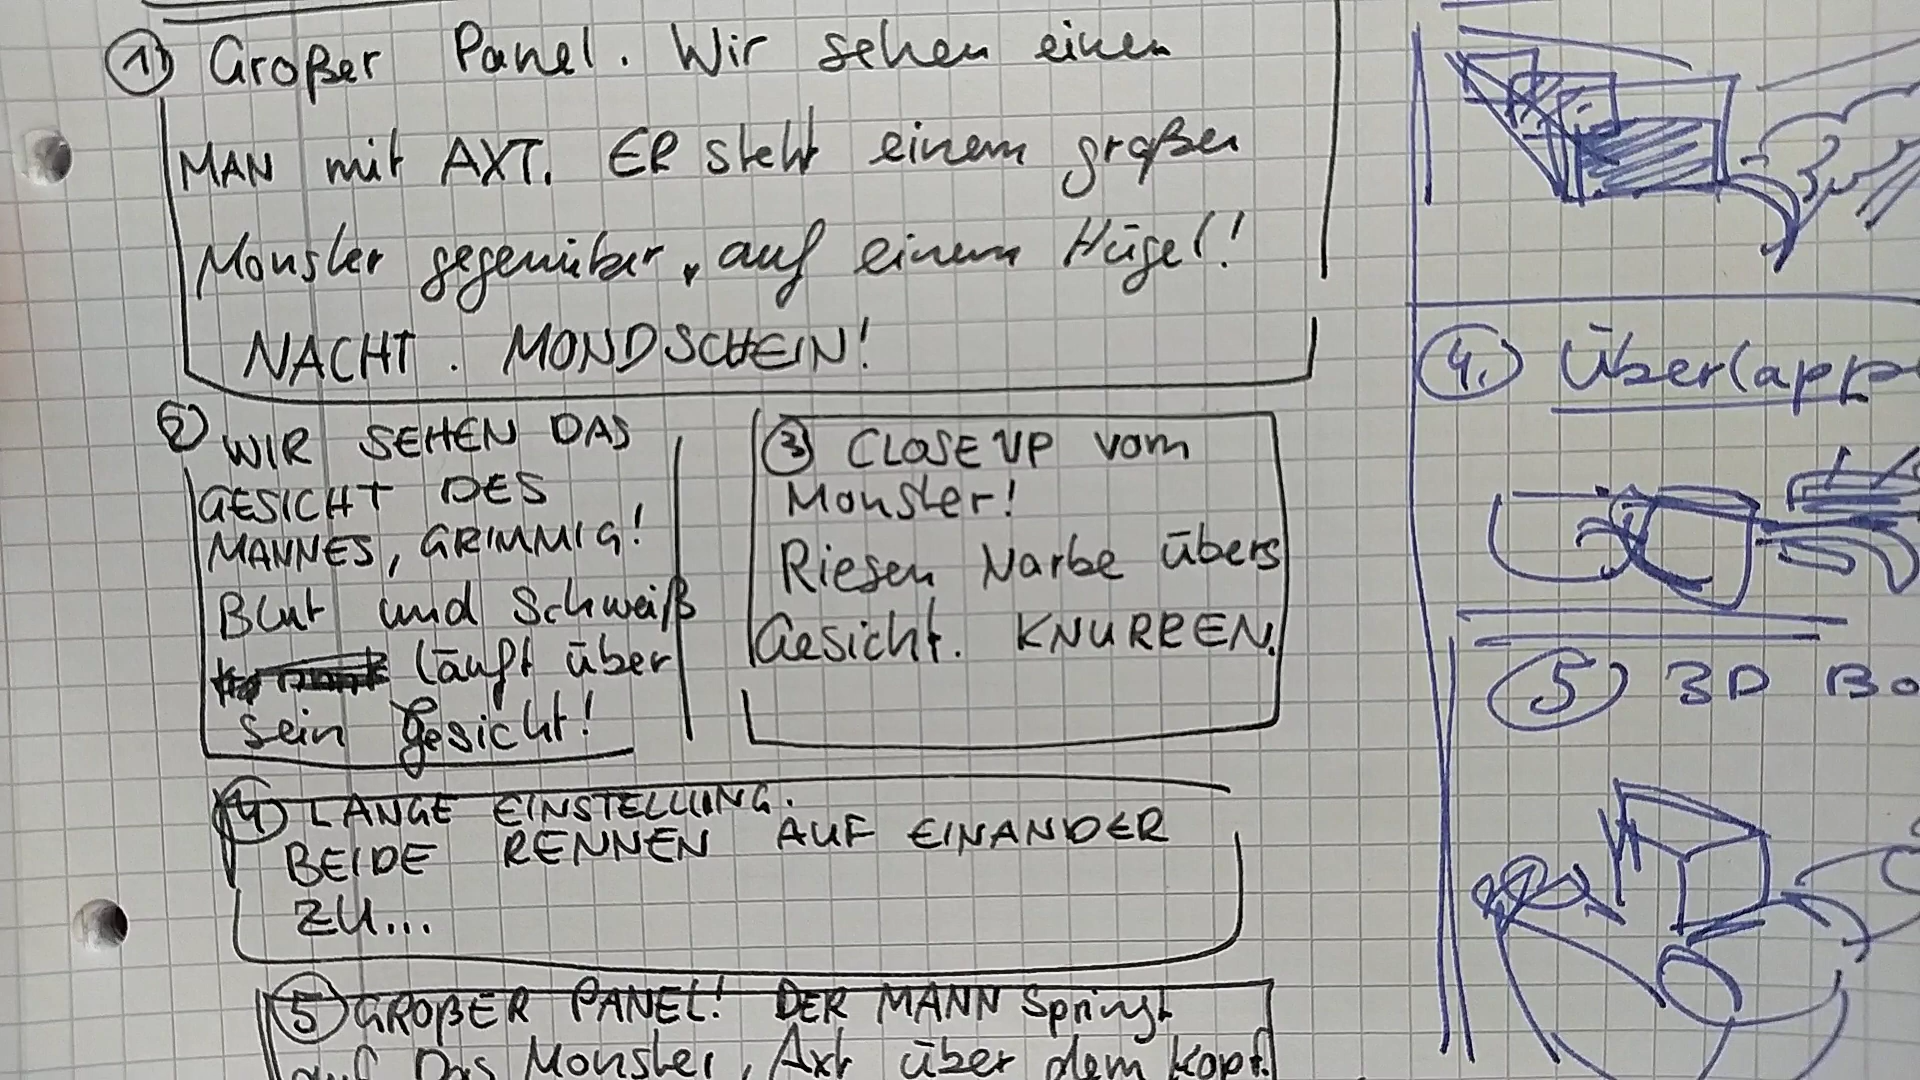 1) Großer Panel. Wir sehen einen
MAN mit AXT. ER steht einem großen
Monster gegenüber, auf einem Hügel!
NACHT. MONDSCHEIN!
2) WIR SEHEN DAS
GESICHT DES
MANNES, GRIMMIG!
Blut und Schweiß
läuft über
sein Gesicht!
3 CLOSE UP vom
Monster!
Riesen Narbe übers
Gesicht. KNURREN.
4) LANGE EINSTELLUNG.
BEIDE RENNEN AUF EINANDER
ZU...
5 GROßER PANEL! DER MANN springt
auf Das Monster, Axt über dem Kopf.
4. Überlapp
5 3D Bo